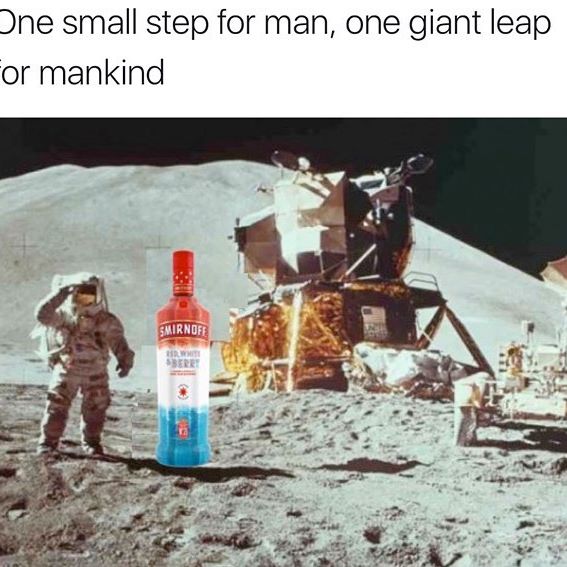 One small step for man, one giant leap
for mankind
SMIRNOFF
RED, WHITE
& BERRY